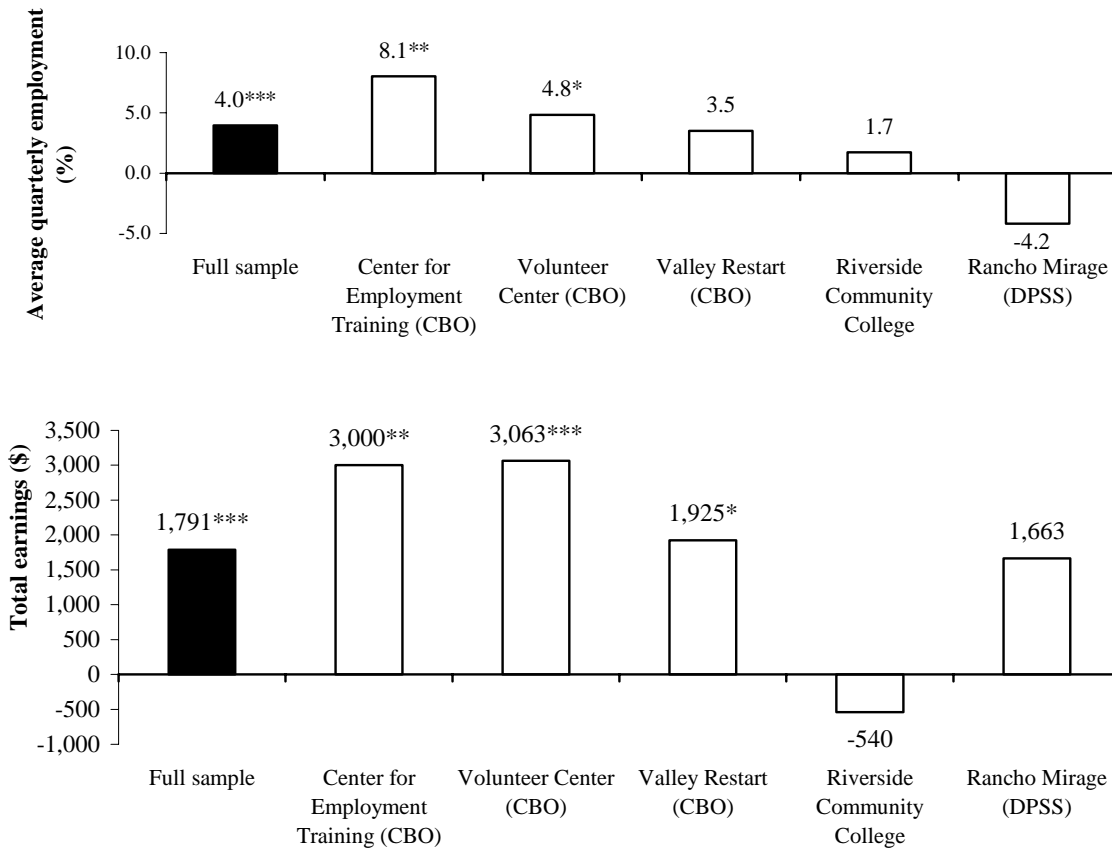 Average quarterly employment
(%)
10.0
5.0
0.0
-5.0
4.0***
8.1**
4.8*
3.5
1.7
-4.2
Full sample
Center for
Employment
Training (CBO)
Volunteer
Center (CBO)
Valley Restart
(CBO)
Riverside
Community
College
Rancho Mirage
(DPSS)
Total earnings ($)
3,500
3,000
2,500
2,000
1,500
1,000
500
0
-500
-1,000
1,791***
3,000**
3,063***
1,925*
-540
1,663
Full sample
Center for
Employment
Training (CBO)
Volunteer Center
(CBO)
Valley Restart
(CBO)
Riverside
Community
College
Rancho Mirage
(DPSS)